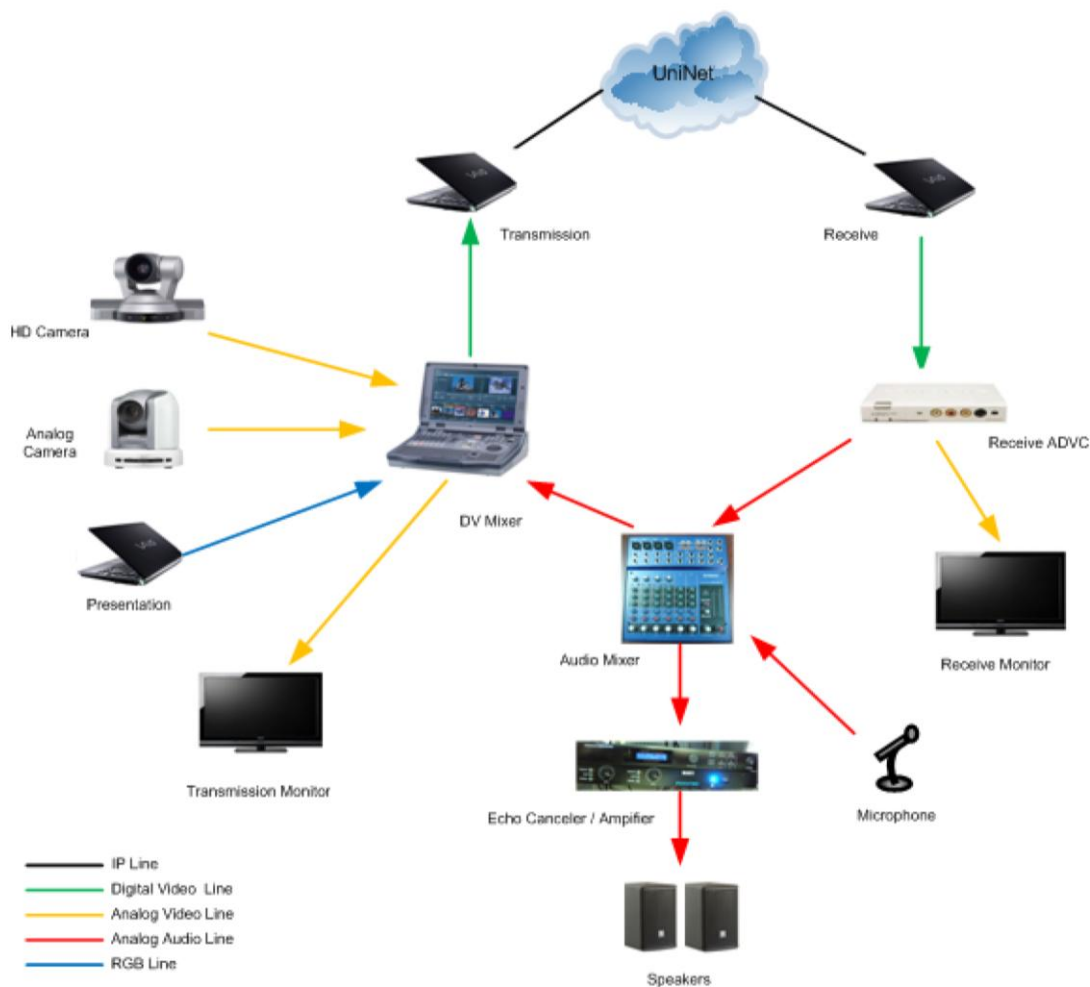 UniNet
Transmission
Receive
HD Camera
Analog
Camera
DV Mixer
Receive ADVC
Presentation
Audio Mixer
Receive Monitor
Transmission Monitor
Echo Canceler / Ampifier
Microphone
IP Line
Digital Video Line
Analog Video Line
Analog Audio Line
RGB Line
Speakers